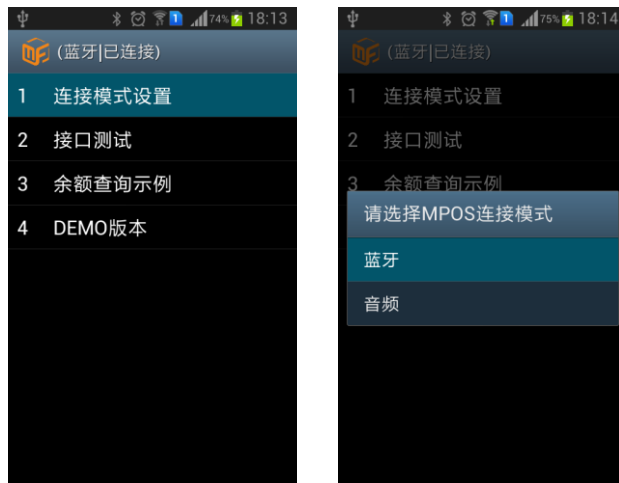 74% 18:13
(蓝牙|已连接)
1 连接模式设置
2 接口测试
3 余额查询示例
4 DEMO版本
75% 18:14
(蓝牙|已连接)
1 连接模式设置
2 接口测试
3 余额查询示例
请选择MPOS连接模式
蓝牙
音频